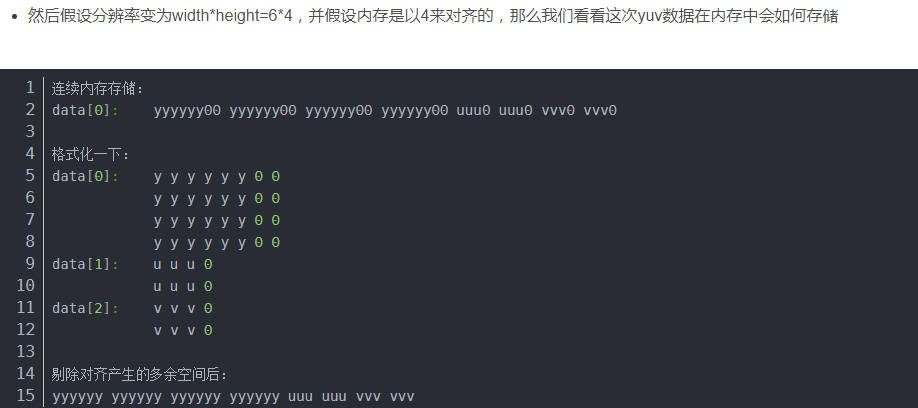 然后假设分辨率变为width*height=6*4，并假设内存是以4来对齐的，那么我们看看这次yuv数据在内存中会如何存储
1 连续内存存储：
2 data[0]: yyyyyy00 yyyyyy00 yyyyyy00 yyyyyy00 uuu0 uuu0 vvv0 vvv0
3
4 格式化一下：
5 data[0]: y y y y y y 0 0
6 y y y y y y 0 0
7 y y y y y y 0 0
8 y y y y y y 0 0
9 data[1]: u u u 0
10 u u u 0
11 data[2]: v v v 0
12 v v v 0
13
14 剔除对齐产生的多余空间后：
15 yyyyyy yyyyyy yyyyyy yyyyyy uuu uuu vvv vvv